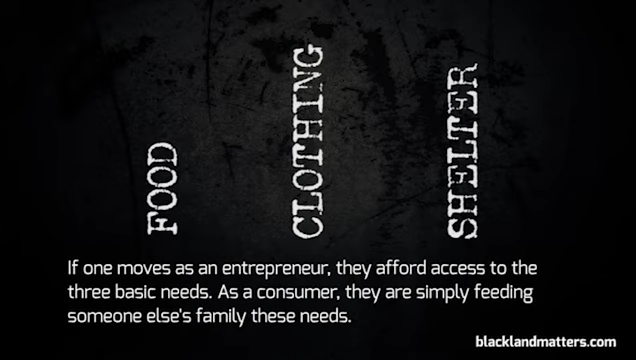 FOOD
CLOTHING
SHELTER
If one moves as an entrepreneur, they afford access to the
three basic needs. As a consumer, they are simply feeding
someone else's family these needs.
blacklandmatters.com